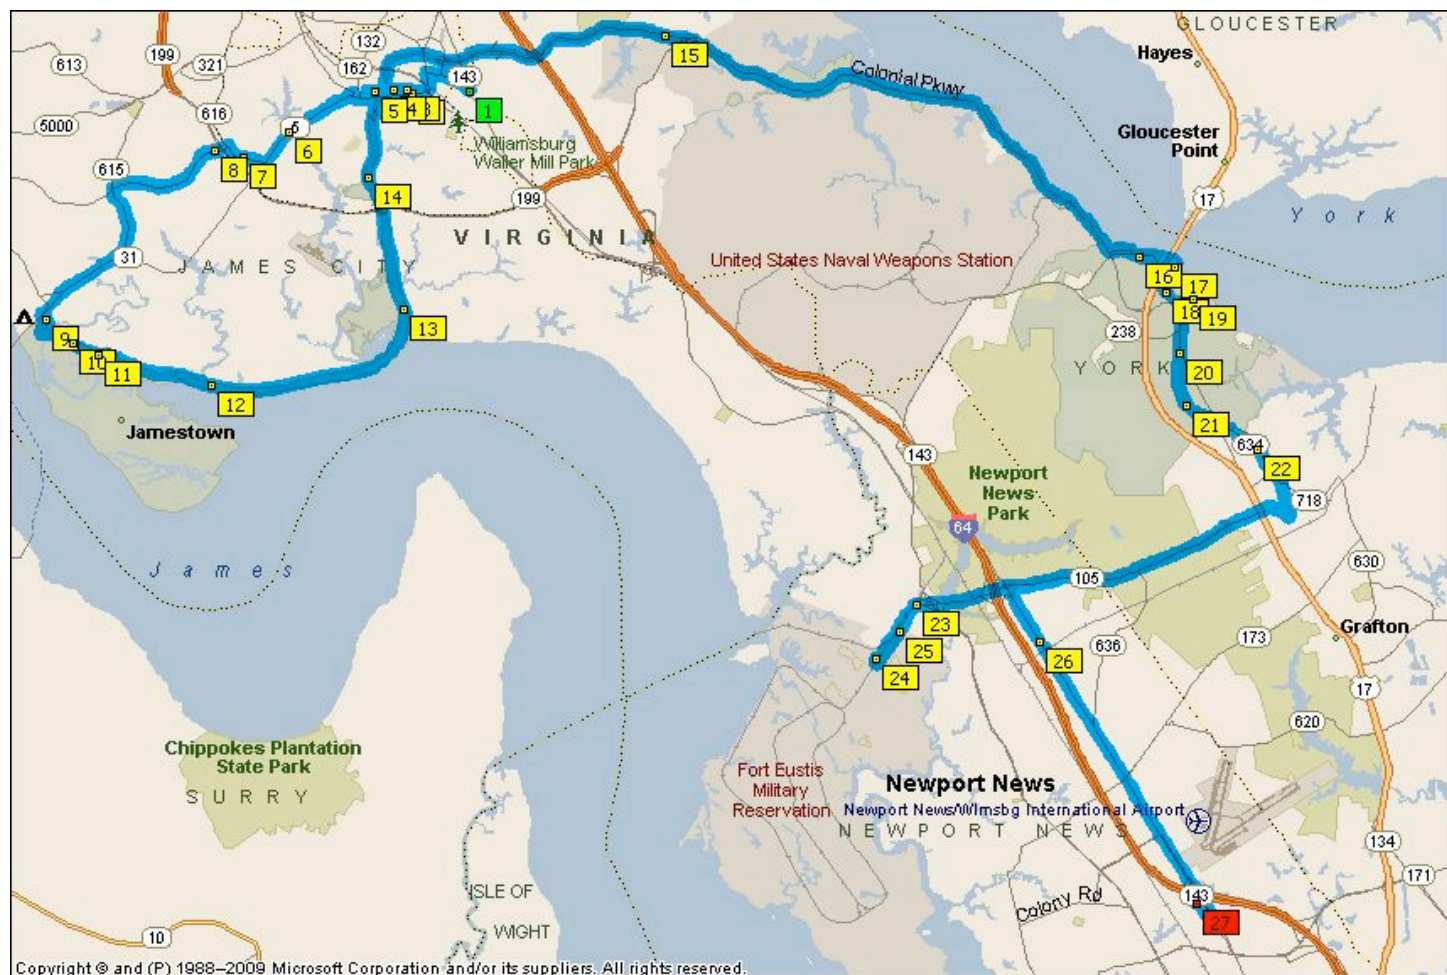 GLOUCESTER
132
199
321
613
162
143
Hayes
15
616
Colonial Pkwy
5
4
3
1
5000
5
6
Williamsburg
Waller Mill Park
Gloucester
Point
8
7
615
14
199
17
York
VIRGINIA
31
JAMES CITY
United States Naval Weapons Station
16
17
18
19
13
9
10
11
238
YORK
20
12
Jamestown
21
143
634
22
Newport
News
Park
718
64
James
105
630
23
Grafton
25
26
636
173
24
17
620
Chippokes Plantation
State Park
SURRY
Fort Eustis
Military
Reservation
Newport News
Newport News/Wlmsbg International Airport
NEWPORT NEWS
134
171
ISLE OF
WIGHT
Colony Rd
143
27
10
Copyright © and (P) 1988–2009 Microsoft Corporation and/or its suppliers. All rights reserved.